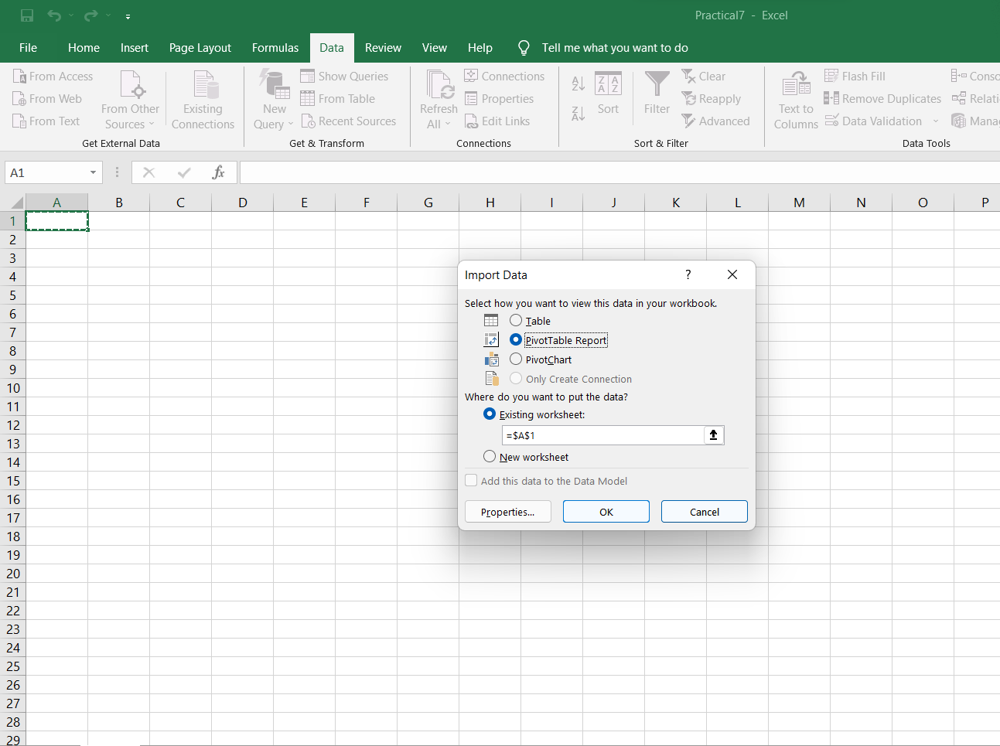 Practical7 - Excel
File Home Insert Page Layout Formulas Data Review View Help Tell me what you want to do
From Access
From Web
From Text
From Other Sources
Existing Connections
Get External Data
New Query
Show Queries
From Table
Recent Sources
Get & Transform
Refresh All
Connections
Properties
Edit Links
Connections
A Z
Z A
Z A A Z
Sort
Filter
Clear
Reapply
Advanced
Sort & Filter
Text to Columns
Flash Fill
Remove Duplicates
Data Validation
Conso
Relati
Mana
Data Tools
A1
fx
A B C D E F G H I J K L M N O P
1
2
3
4
5
6
7
8
9
10
11
12
13
14
15
16
17
18
19
20
21
22
23
24
25
26
27
28
29
Import Data ?
Select how you want to view this data in your workbook.
Table
PivotTable Report
PivotChart
Only Create Connection
Where do you want to put the data?
Existing worksheet:
=$A$1
New worksheet
Add this data to the Data Model
Properties... OK Cancel